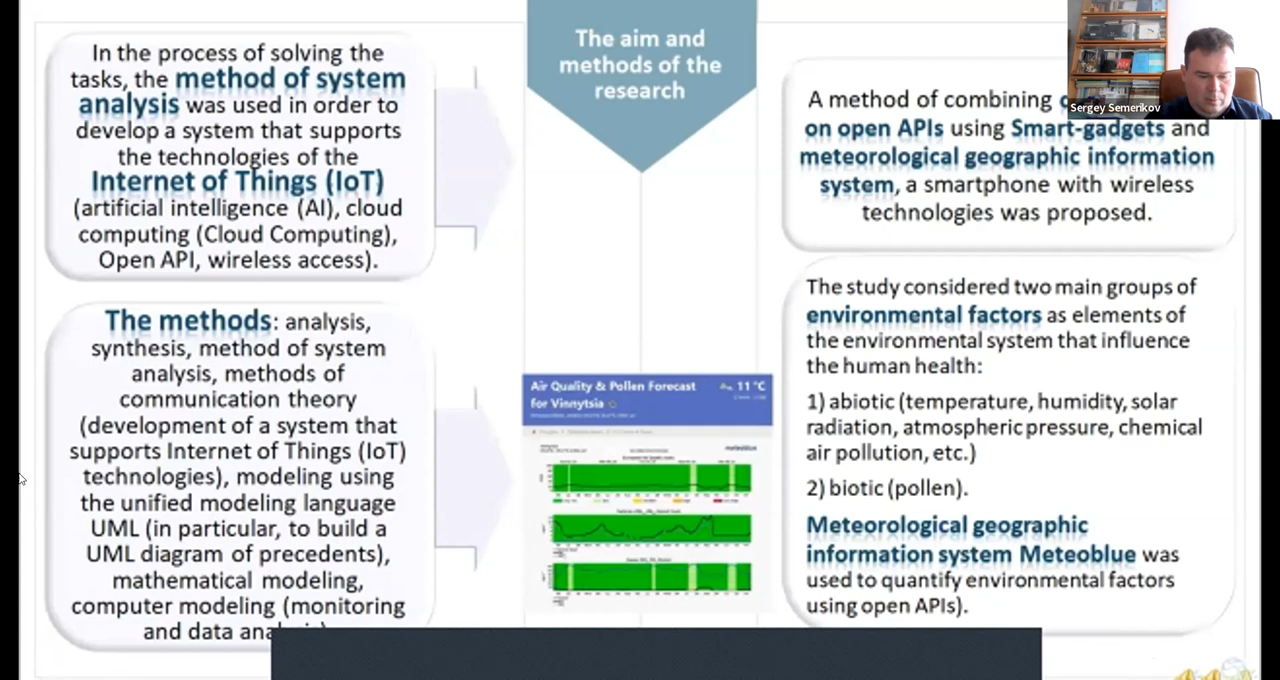 The aim and
methods of the
research
In the process of solving the
tasks, the method of system
analysis was used in order to
develop a system that supports
the technologies of the
Internet of Things (IoT)
(artificial intelligence (AI), cloud
computing (Cloud Computing),
Open API, wireless access).
The methods: analysis,
synthesis, method of system
analysis, methods of
communication theory
(development of a system that
supports Internet of Things (IoT)
technologies), modeling using
the unified modeling language
UML (in particular, to build a
UML diagram of precedents),
mathematical modeling,
computer modeling (monitoring
and data
Air Quality & Pollen Forecast
for Vinnytsia
11 °C
meteoblue
Sergey Semerikov
A method of combining
on open APIs using Smart-gadgets and
meteorological geographic information
system, a smartphone with wireless
technologies was proposed.
The study considered two main groups of
environmental factors as elements of
the environmental system that influence
the human health:
1) abiotic (temperature, humidity, solar
radiation, atmospheric pressure, chemical
air pollution, etc.)
2) biotic (pollen).
Meteorological geographic
information system Meteoblue was
used to quantify environmental factors
using open APIs).